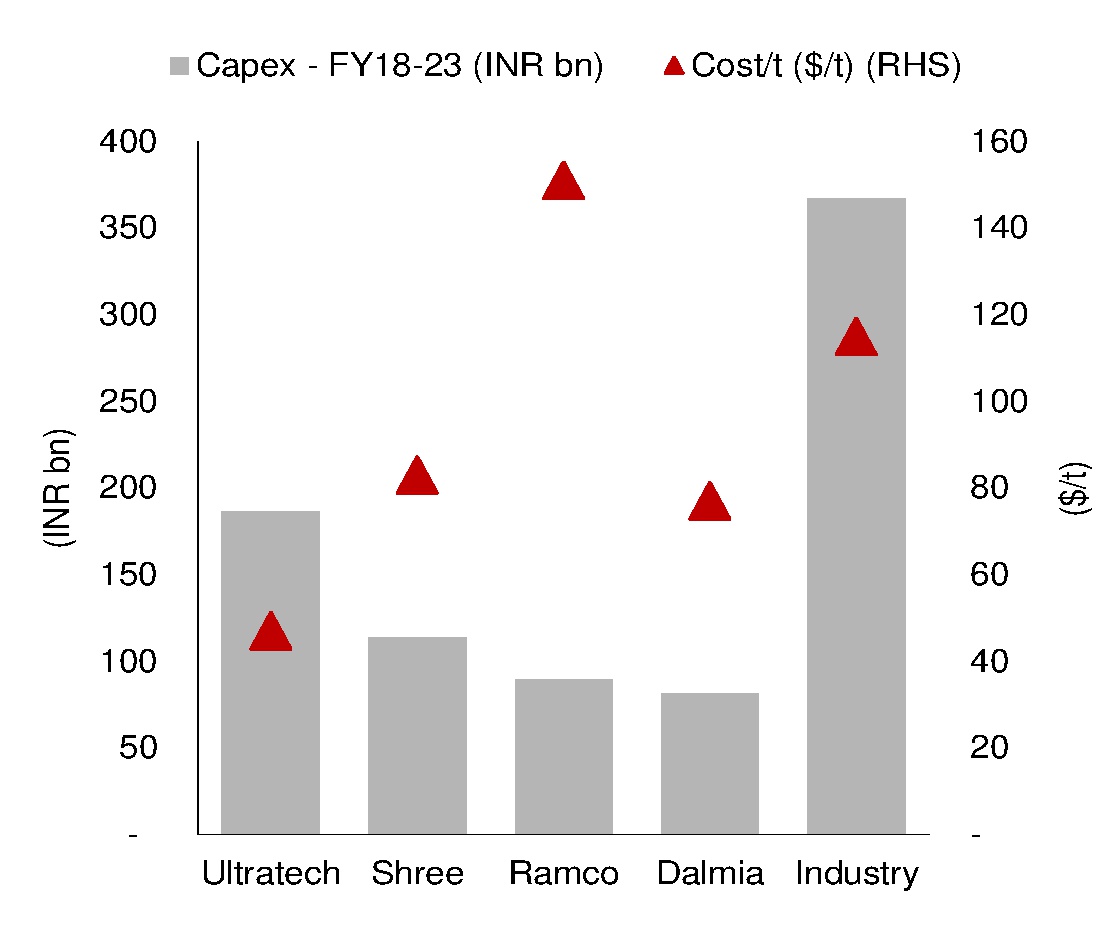 Capex - FY18-23 (INR bn) Cost/t ($/t) (RHS)
400 160
350 140
300 120
250 100
200 80
150 60
100 40
50 20
- -
(INR bn)
($/t)
Ultratech Shree Ramco Dalmia Industry